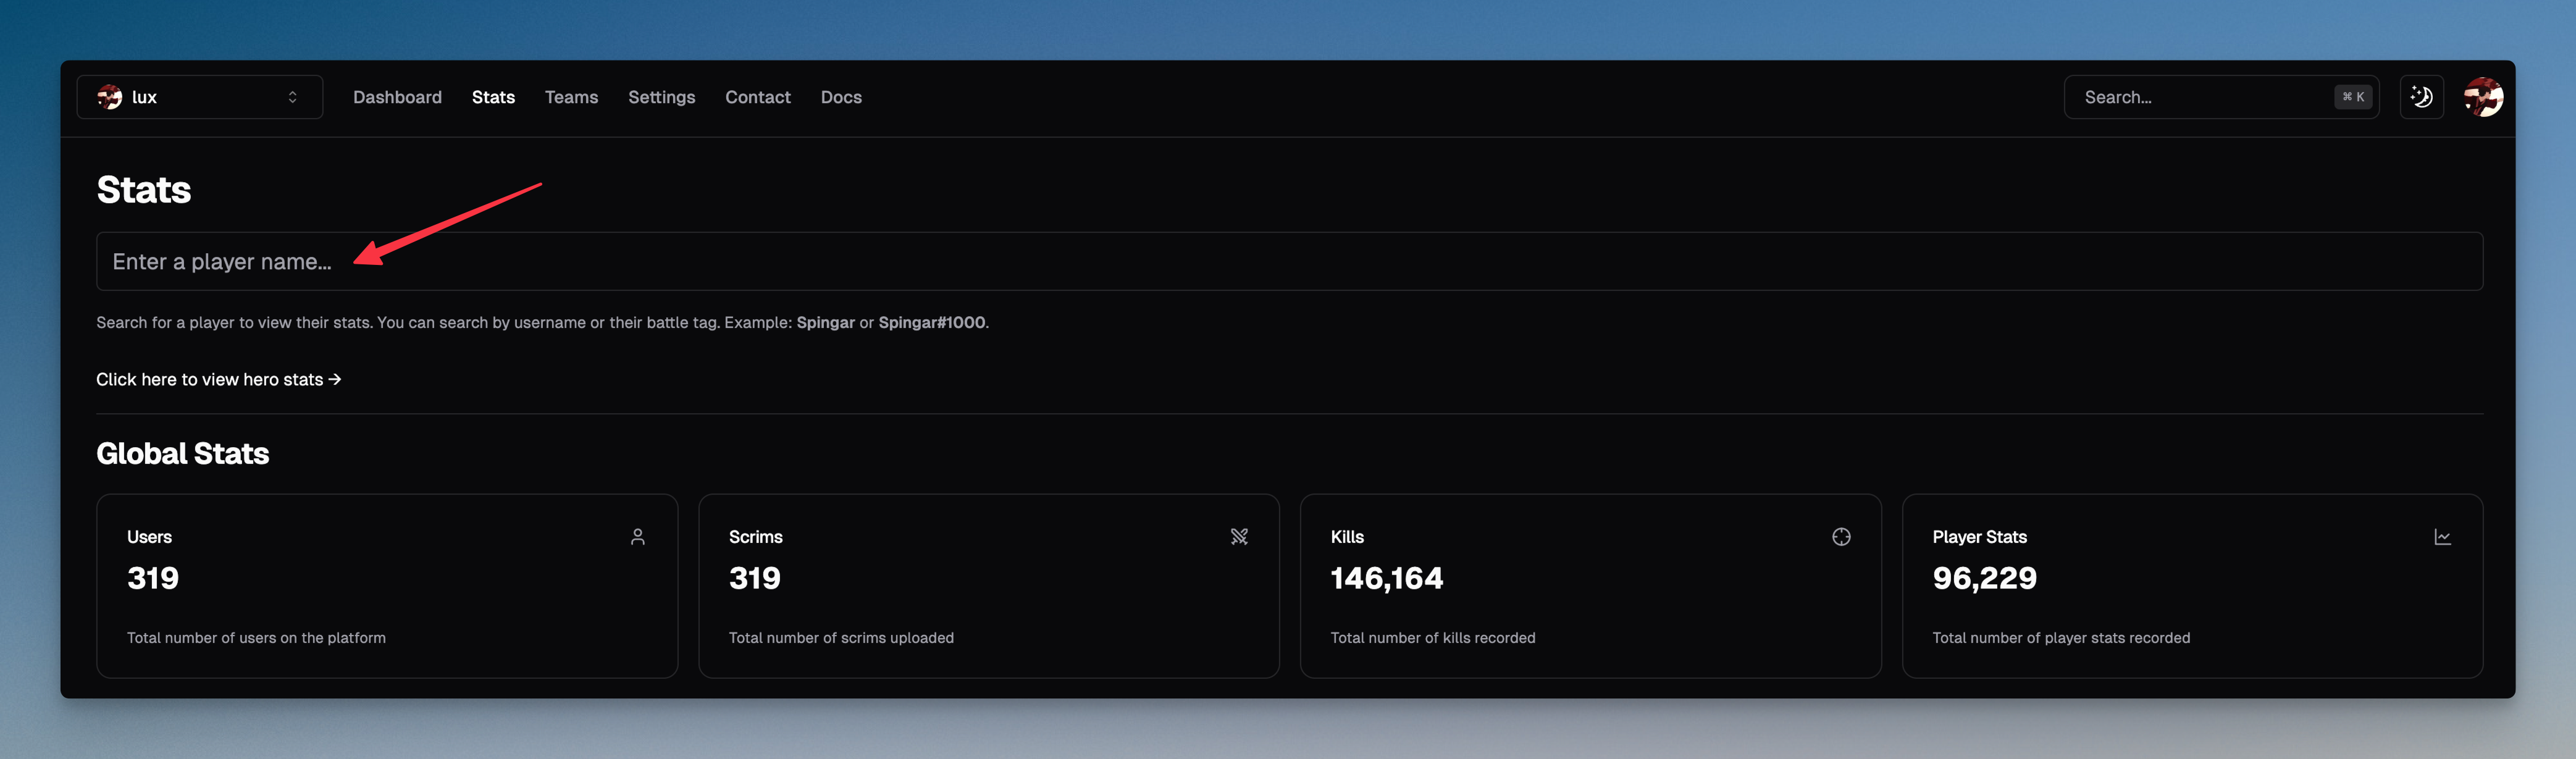 lux
Dashboard Stats Teams Settings Contact Docs
Search... ⌘ K
Stats
Enter a player name...
Search for a player to view their stats. You can search by username or their battle tag. Example: Spingar or Spingar#1000.
Click here to view hero stats →
Global Stats
Users
319
Total number of users on the platform
Scrims
319
Total number of scrims uploaded
Kills
146,164
Total number of kills recorded
Player Stats
96,229
Total number of player stats recorded